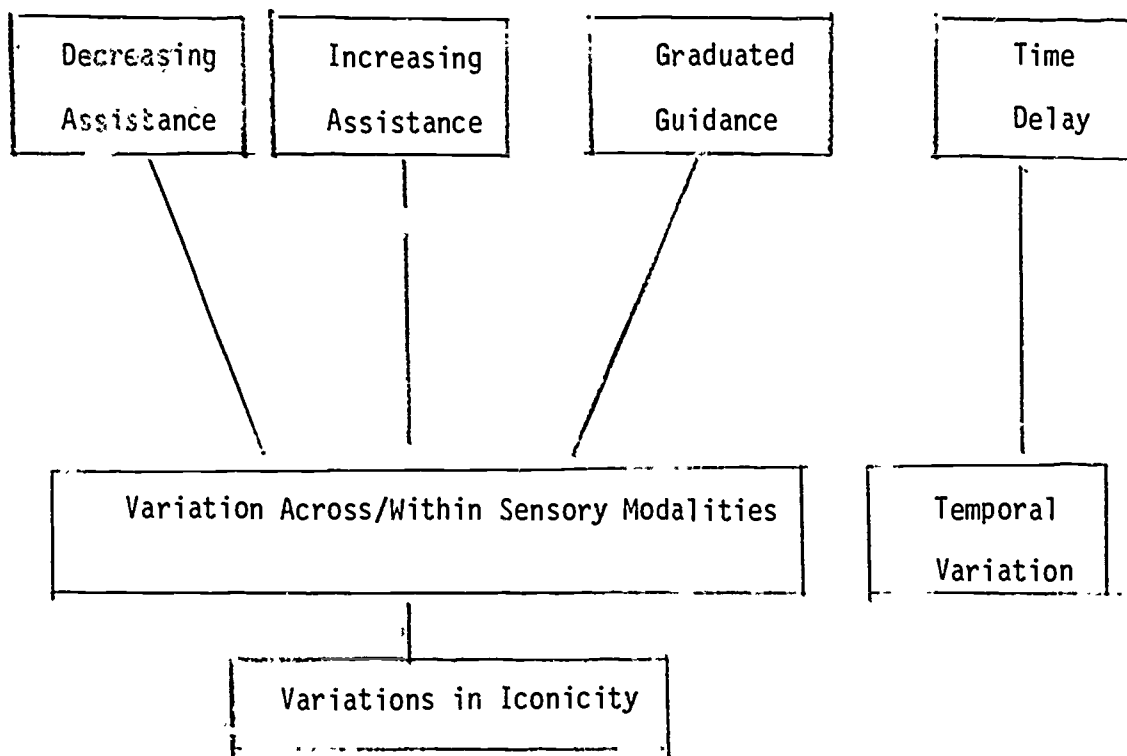 Decreasing
Assistance
Increasing
Assistance
Graduated
Guidance
Time
Delay
Variation Across/Within Sensory Modalities
Temporal
Variation
Variations in Iconicity